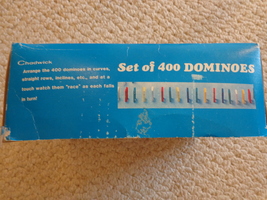 Chadwick
Arrange the 400 dominoes in curves,
straight rows, inclines, etc., and at a
touch watch them "race" as each falls
in turn!
Set of 400 DOMINOES